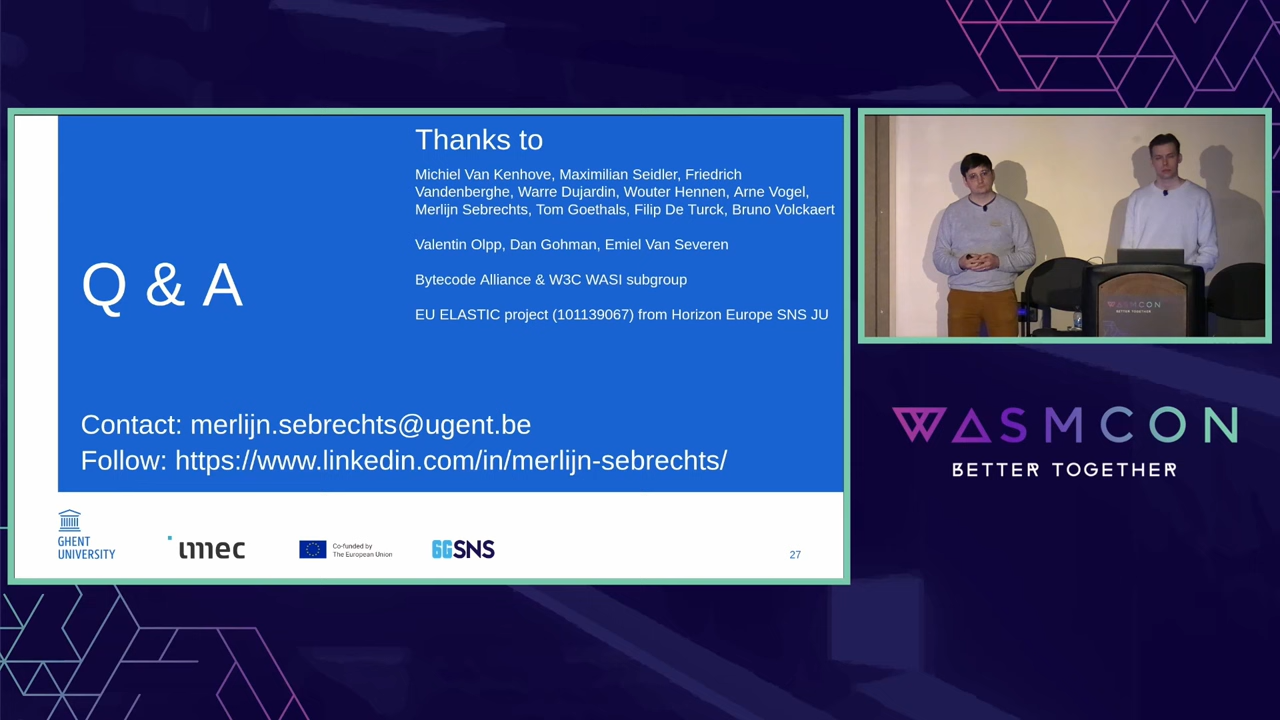 Thanks to
Michiel Van Kenhove, Maximilian Seidler, Friedrich
Vandenberghe, Warre Dujardin, Wouter Hennen, Arne Vogel,
Merlijn Sebrechts, Tom Goethals, Filip De Turck, Bruno Volckaert
Valentin Olpp, Dan Gohman, Emiel Van Severen
Bytecode Alliance & W3C WASI subgroup
EU ELASTIC project (101139067) from Horizon Europe SNS JU
Q & A
Contact: merlijn.sebrechts@ugent.be
Follow: https://www.linkedin.com/in/merlijn-sebrechts/
GHENT
UNIVERSITY
imec
Co-funded by
The European Union
6GSNS
27
WASMCON
BETTER TOGETHER
WASMCON
BETTER TOGETHER